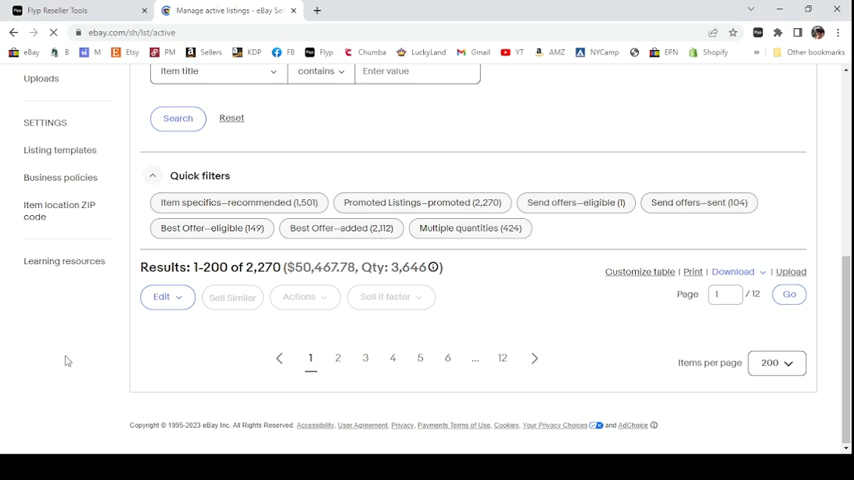 Flyp Reseller Tools
Manage active listings - eBay Sel
ebay.com/sh/lst/active
eBay B M Etsy PM Sellers KDP FB Flyp Chumba LuckyLand Gmail YT AMZ NYCamp EPN Shopify Other bookmarks
Uploads
SETTINGS
Listing templates
Business policies
Item location ZIP
code
Learning resources
Item title contains Enter value
Search Reset
Quick filters
Item specifics–recommended (1,501) Promoted Listings–promoted (2,270) Send offers–eligible (1) Send offers–sent (104)
Best Offer–eligible (149) Best Offer–added (2,112) Multiple quantities (424)
Results: 1-200 of 2,270 ($50,467.78, Qty: 3,646)
Customize table | Print | Download | Upload
Edit Sell Similar Actions Sell it faster
Page 1 / 12 Go
1 2 3 4 5 6 ... 12
Items per page 200
Copyright © 1995-2023 eBay Inc. All Rights Reserved. Accessibility, User Agreement, Privacy, Payments Terms of Use, Cookies, Your Privacy Choices and AdChoice